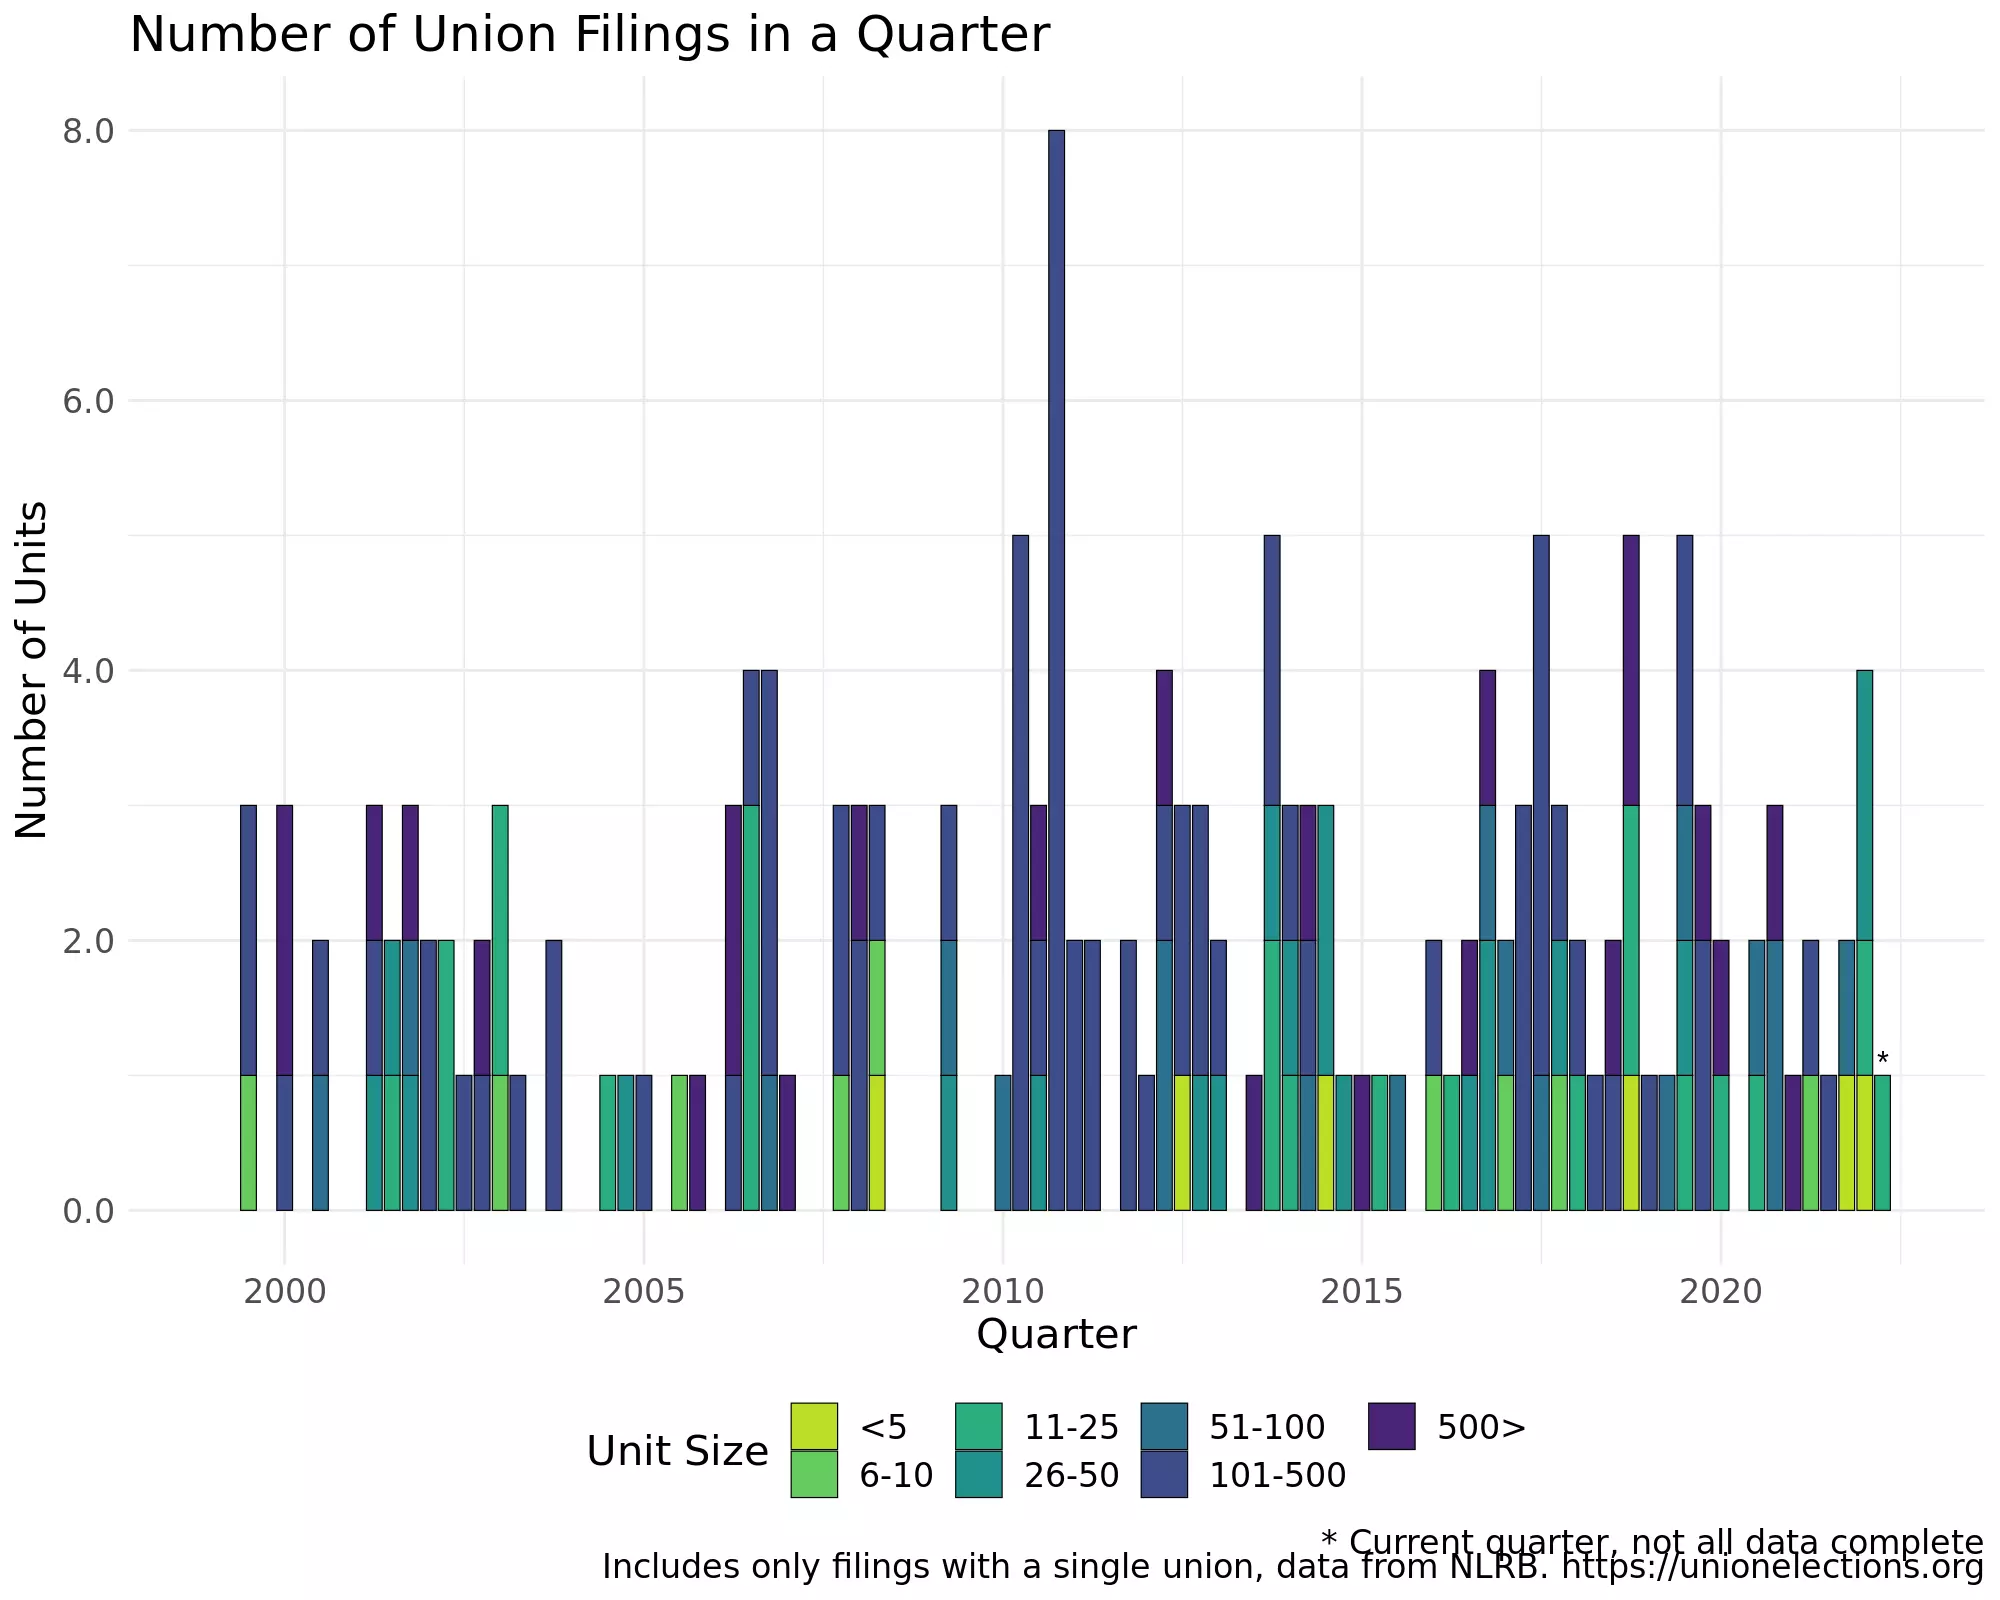 Number of Union Filings in a Quarter
8.0
6.0
4.0
2.0
0.0
Number of Units
*
2000 2005 2010 2015 2020
Quarter
Unit Size
<5 11-25 51-100 500>
6-10 26-50 101-500
* Current quarter, not all data complete
Includes only filings with a single union, data from NLRB. https://unionelections.org